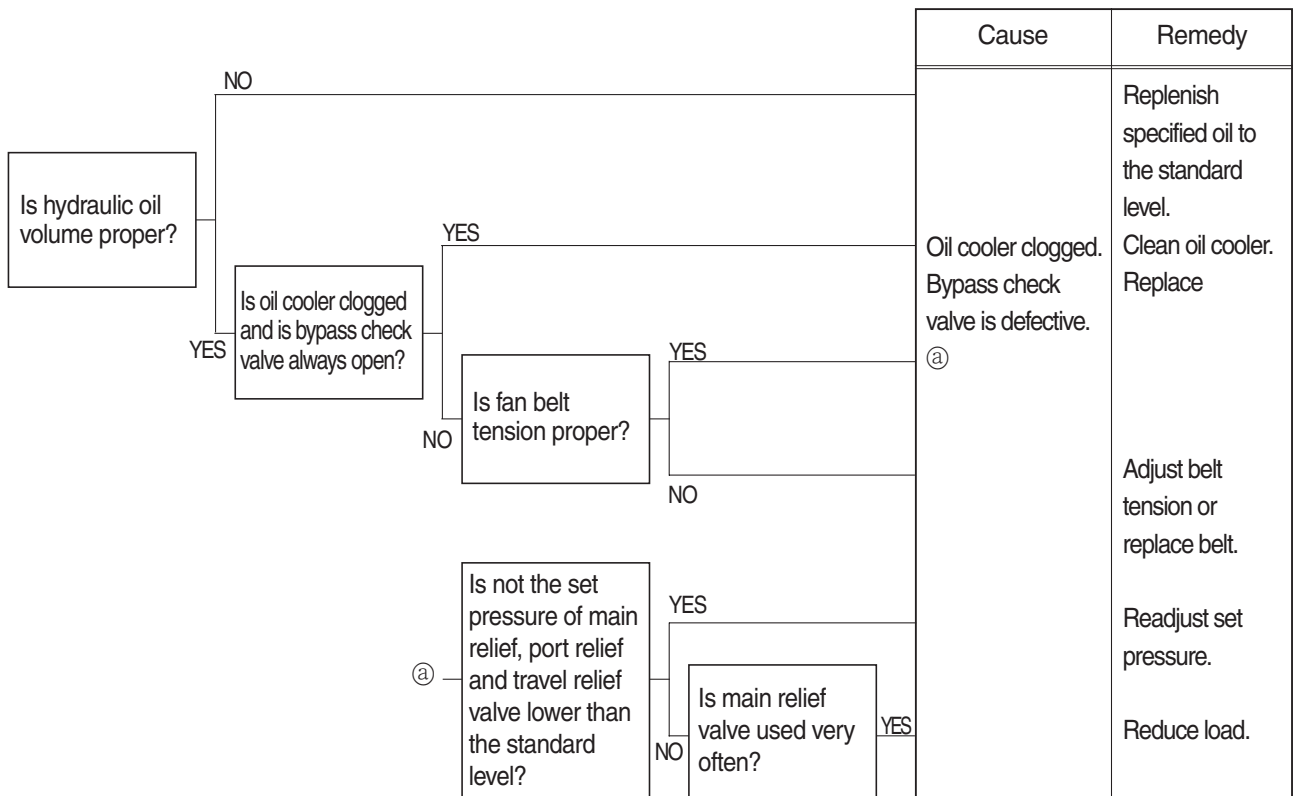 Cause
Remedy
NO
Replenish
specified oil to
the standard
level.
Is hydraulic oil
volume proper?
YES
YES
Oil cooler clogged.
Clean oil cooler.
Is oil cooler clogged
and is bypass check
valve always open?
Bypass check
valve is defective.
Replace
ⓐ
YES
NO
Is fan belt
tension proper?
NO
Adjust belt
tension or
replace belt.
ⓐ
Is not the set
pressure of main
relief, port relief
and travel relief
valve lower than
the standard
level?
YES
Readjust set
pressure.
NO
Is main relief
valve used very
often?
YES
Reduce load.